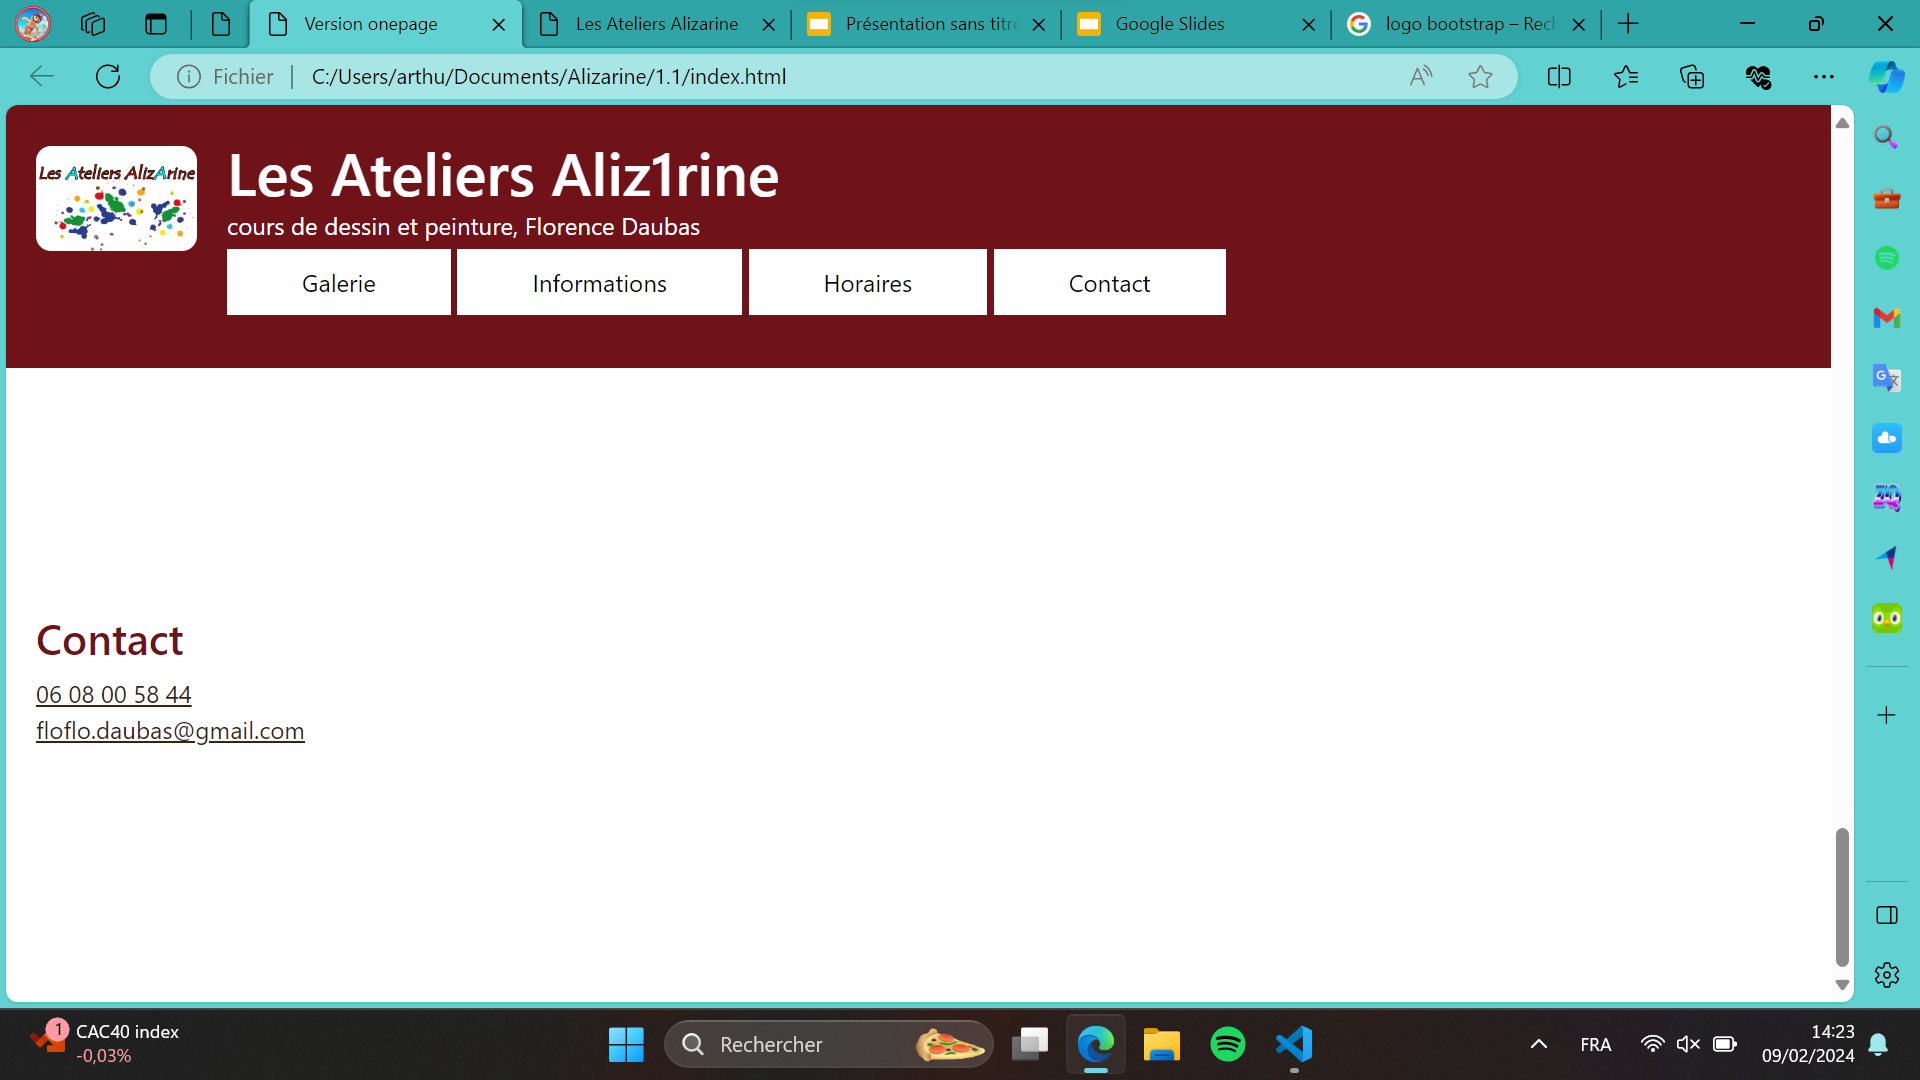 Version onepage
Les Ateliers Alizarine
Présentation sans titre
Google Slides
logo bootstrap – Rech
Fichier
C:/Users/arthu/Documents/Alizarine/1.1/index.html
Les Ateliers AlizArine
Les Ateliers Aliz1rine
cours de dessin et peinture, Florence Daubas
Galerie
Informations
Horaires
Contact
Contact
06 08 00 58 44
floflo.daubas@gmail.com
1
CAC40 index
-0,03%
Rechercher
FRA
14:23
09/02/2024